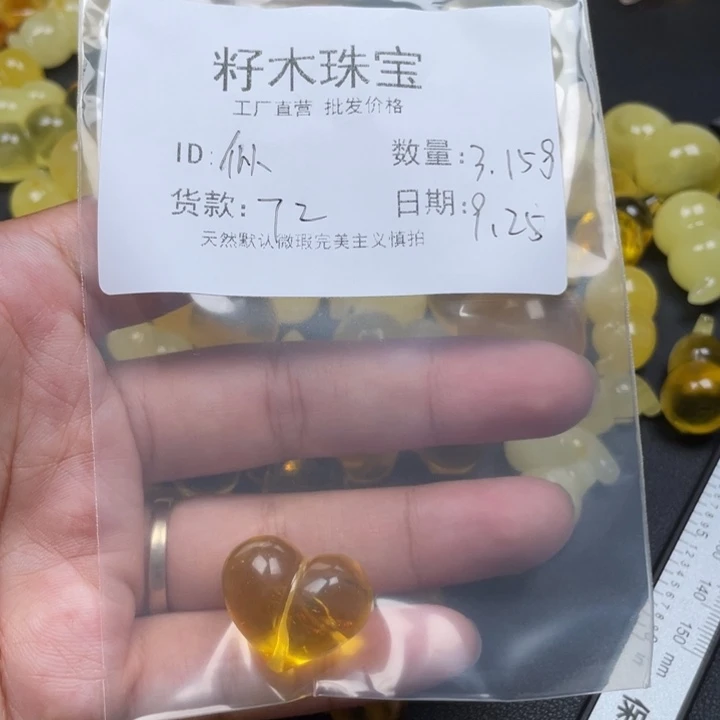 籽木珠宝
工厂直营 批发价格
ID: 似 数量:3.15g
货款:72 日期:9.25
天然默认微瑕完美主义慎拍
150 mm
140
保